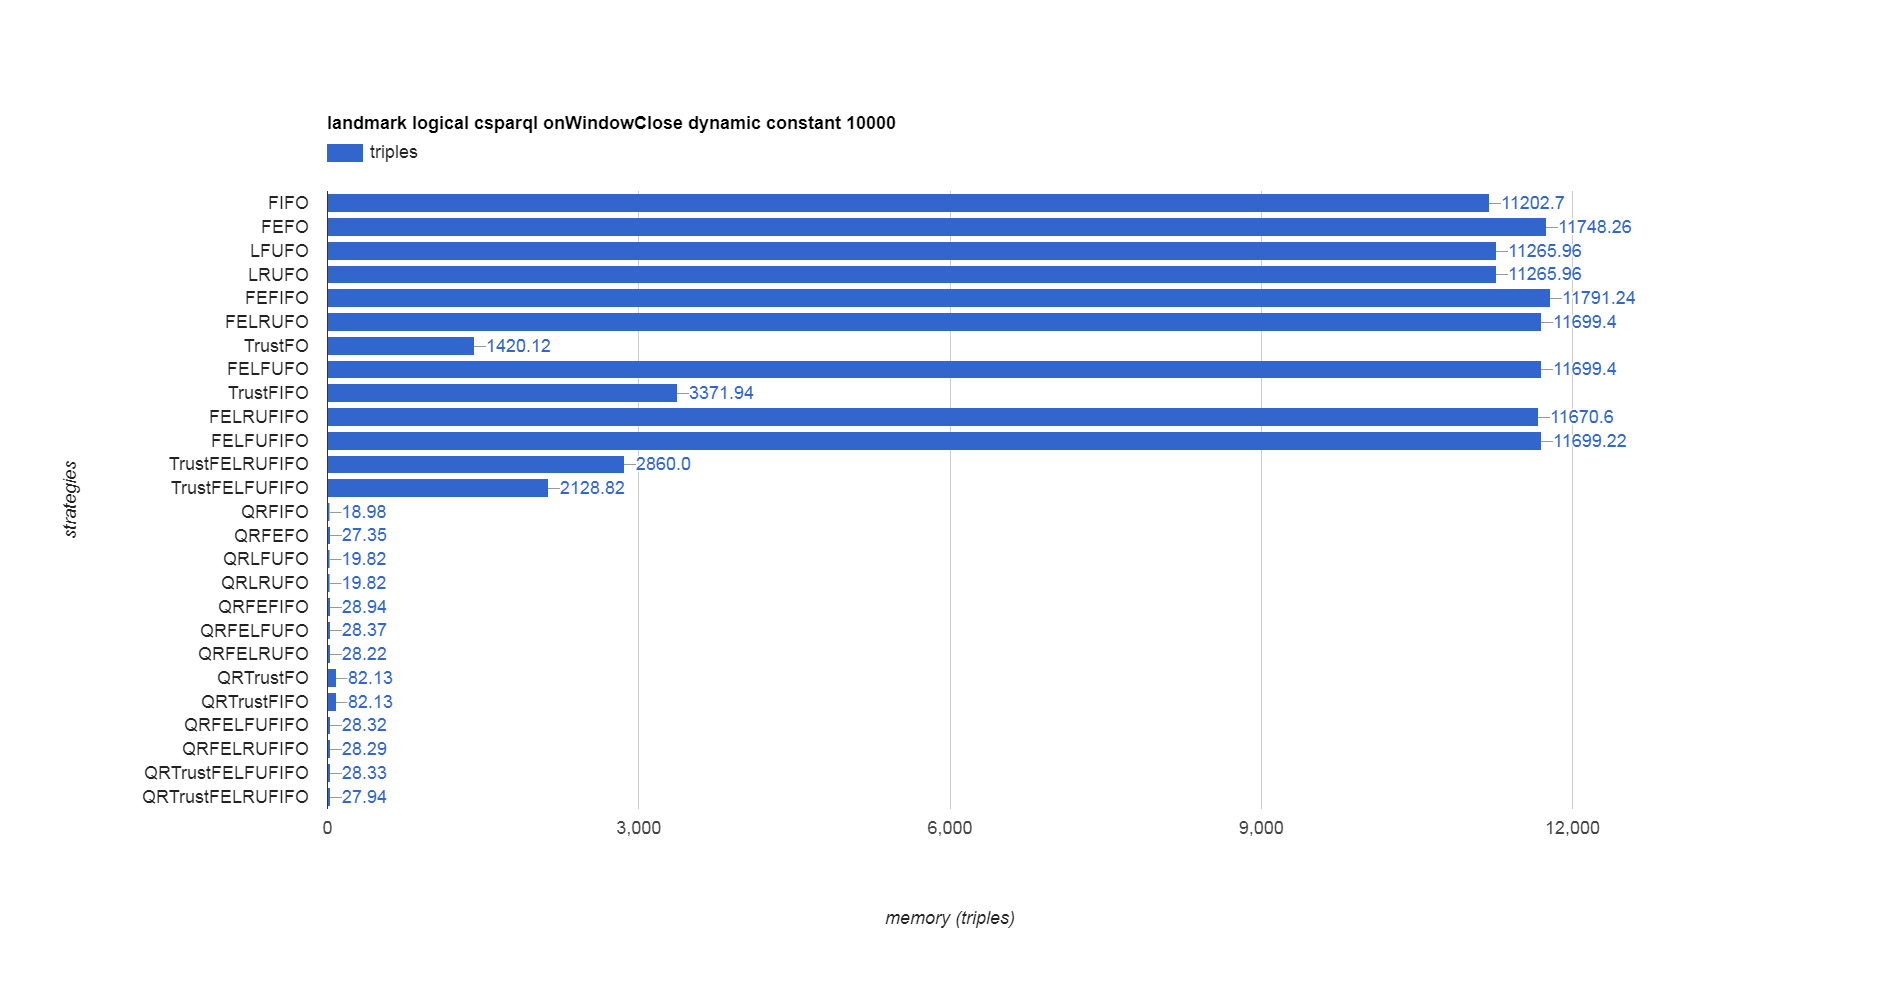 landmark logical csparql onWindowClose dynamic constant 10000
triples
FIFO 11202.7
FEFO 11748.26
LFUFO 11265.96
LRUFO 11265.96
FEFIFO 11791.24
FELRUFO 11699.4
TrustFO 1420.12
FELFUFO 11699.4
TrustFIFO 3371.94
FELRUFIFO 11670.6
FELFUFIFO 11699.22
TrustFELRUFIFO 2860.0
TrustFELFUFIFO 2128.82
QRFIFO 18.98
QRFEFO 27.35
QRLFUFO 19.82
QRLRUFO 19.82
QRFEFIFO 28.94
QRFELFUFO 28.37
QRFELRUFO 28.22
QRTrustFO 82.13
QRTrustFIFO 82.13
QRFELFUFIFO 28.32
QRFELRUFIFO 28.29
QRTrustFELFUFIFO 28.33
QRTrustFELRUFIFO 27.94
strategies
0 3,000 6,000 9,000 12,000
memory (triples)